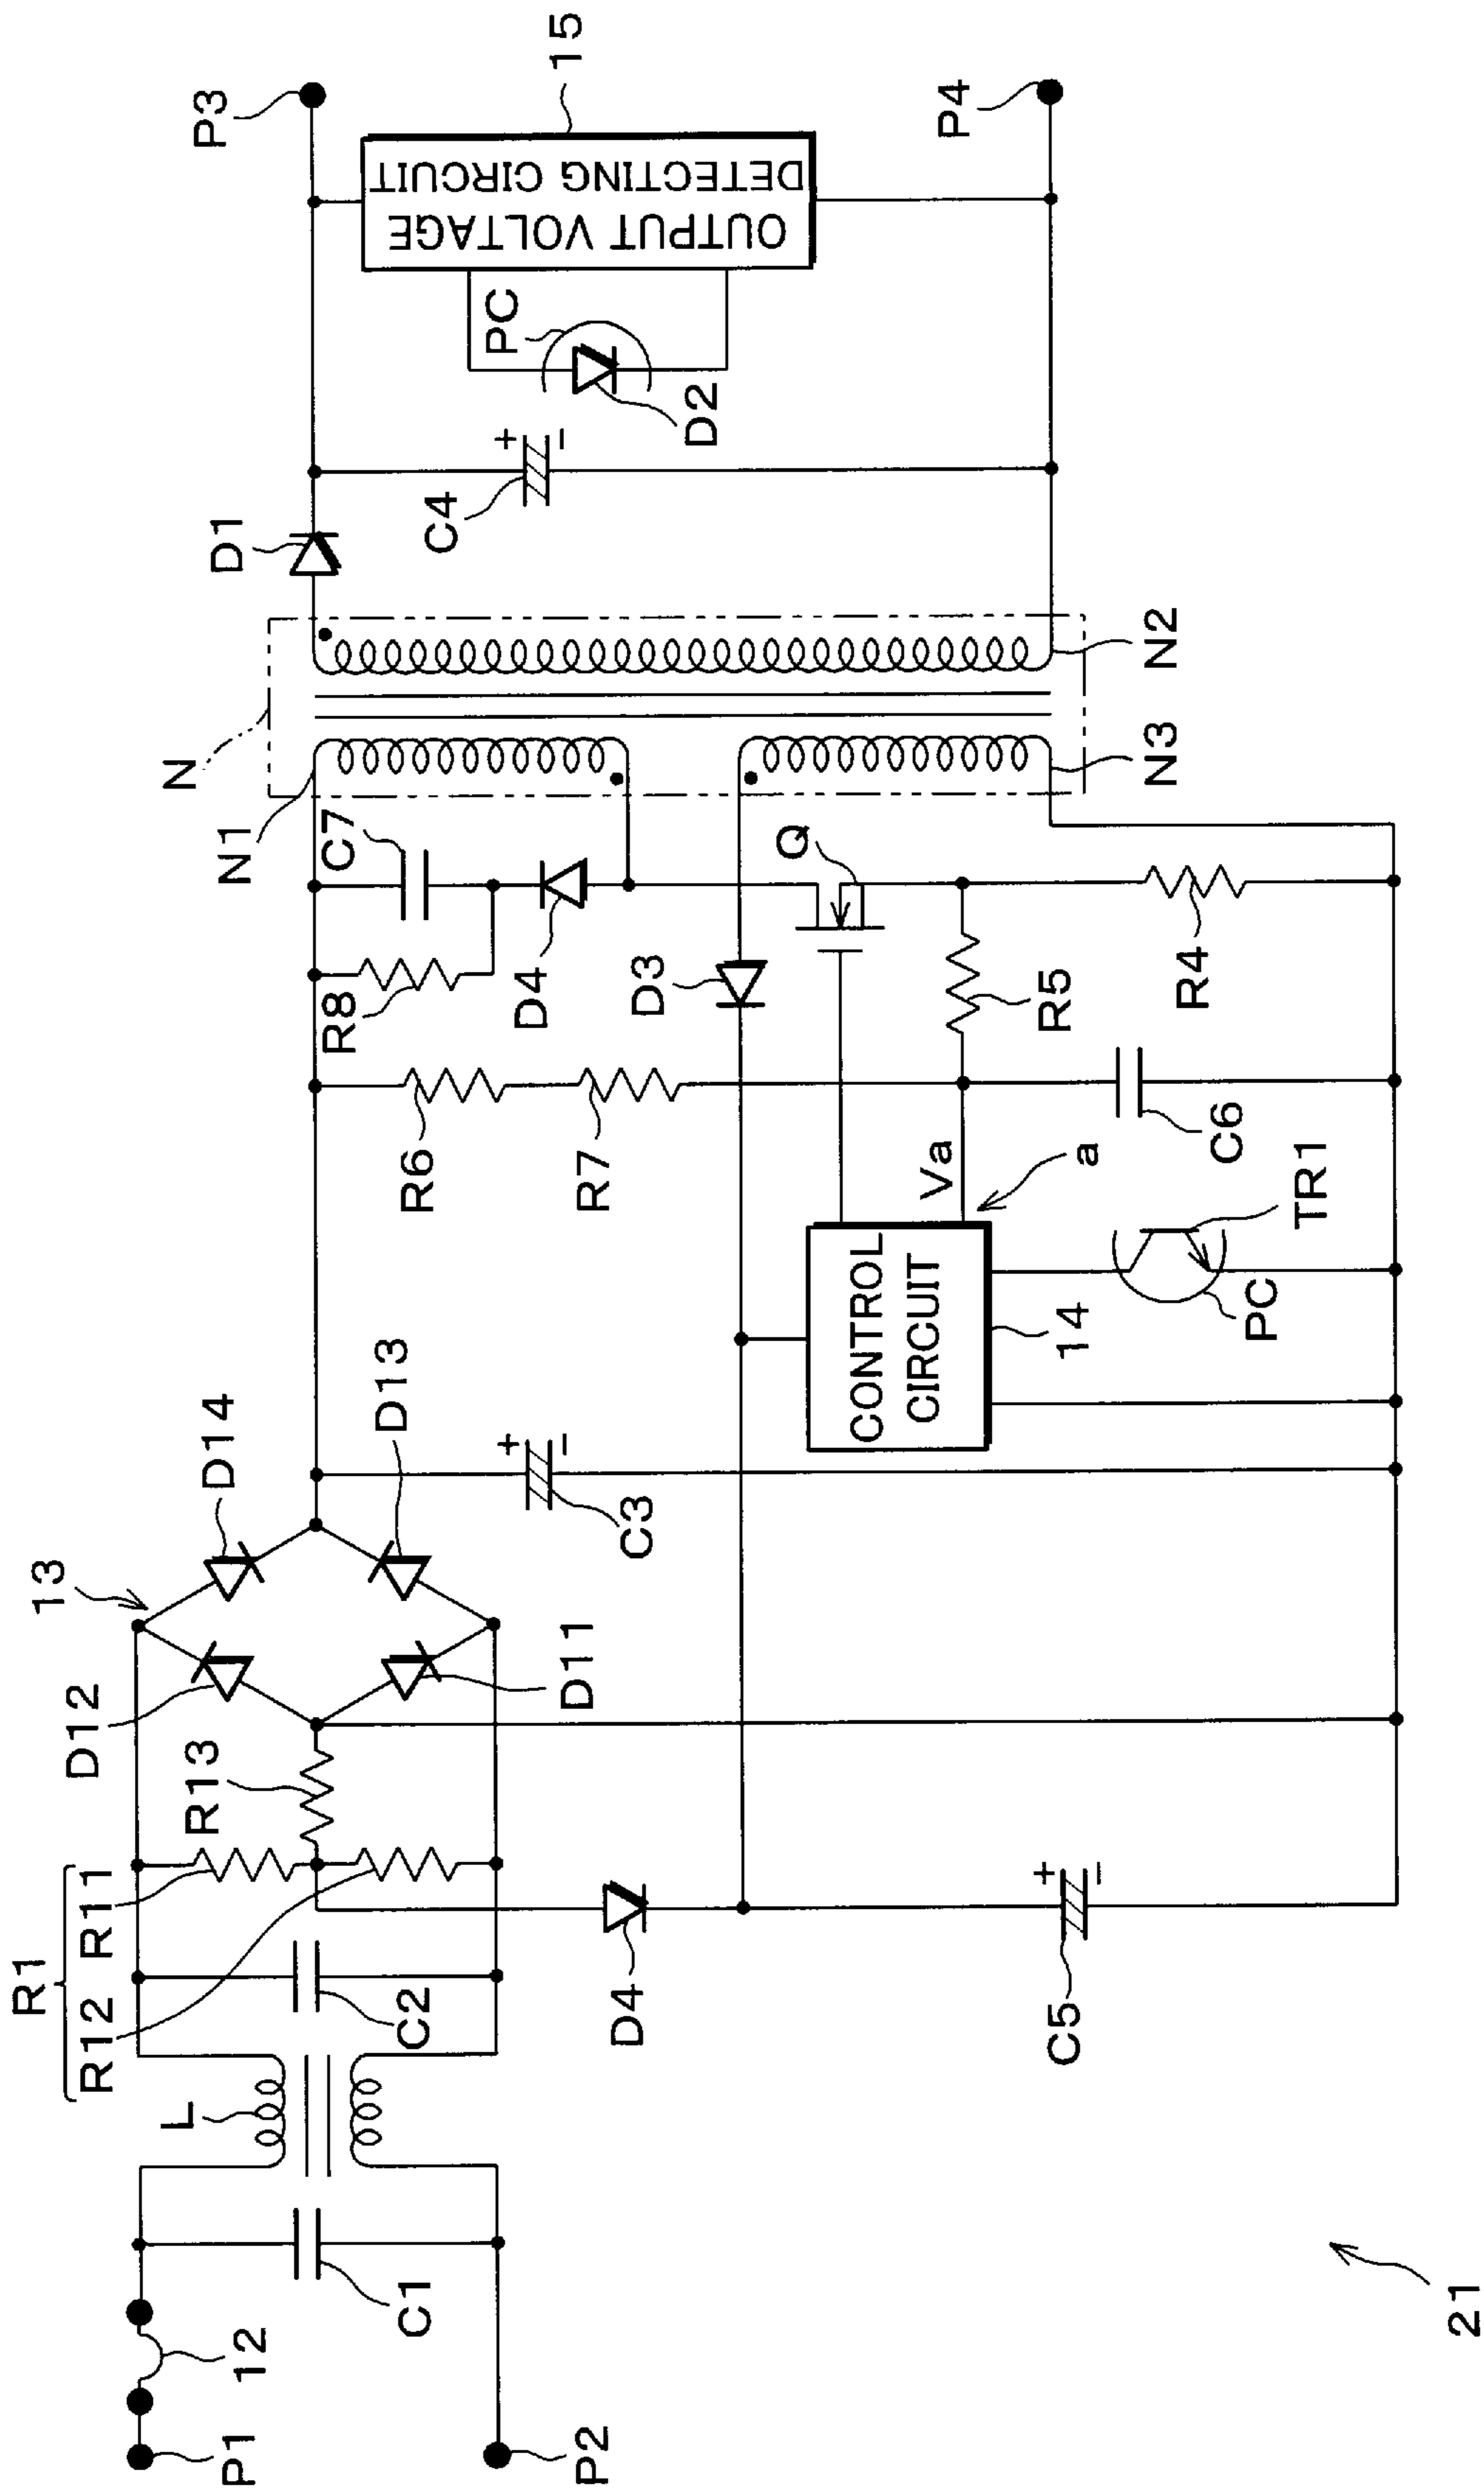 P1
12
P2
C1
L
R1
R12
R11
C2
R13
D12
D11
13
D14
D13
D4
C5
+
−
C3
+
−
CONTROL
CIRCUIT
14
PC
TR1
Va
a
C6
R6
R7
R8
C7
D4
D3
Q
R5
R4
N1
N
N3
N2
D1
C4
+
−
D2
PC
OUTPUT VOLTAGE
DETECTING CIRCUIT
15
P3
P4
21